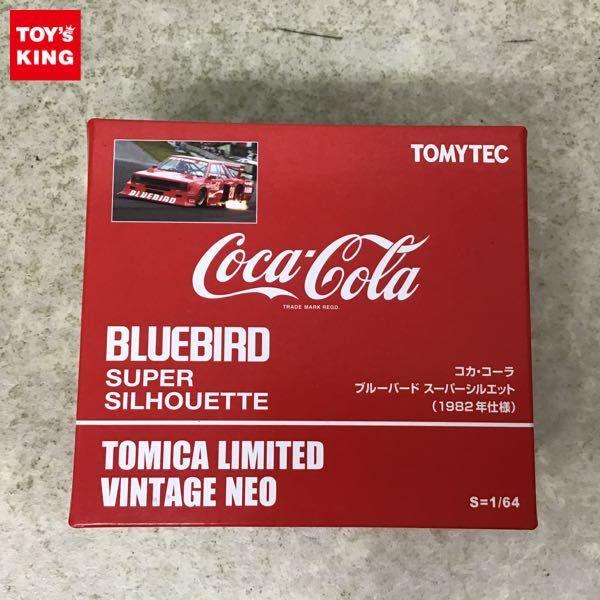 TOY's
KING
TOMYTEC
BLUEBIRD
Coca-Cola
TRADE MARK REGD.
BLUEBIRD
SUPER
SILHOUETTE
コカ・コーラ
ブルーバード スーパーシルエット
(1982年仕様)
TOMICA LIMITED
VINTAGE NEO
S=1/64